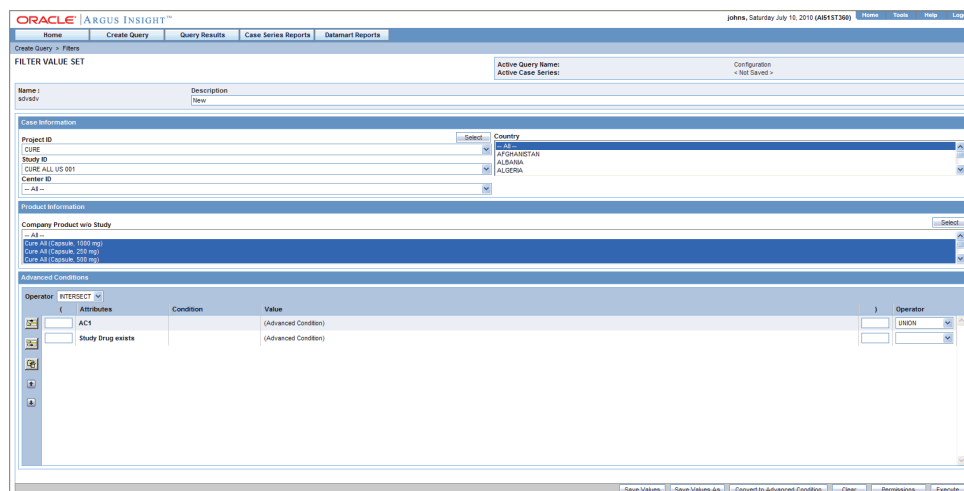 ORACLE ARGUS INSIGHT™
johns, Saturday July 10, 2010 (AI51ST360)
Home Tools Help Log
Home Create Query Query Results Case Series Reports Datamart Reports
Create Query > Filters
FILTER VALUE SET
Active Query Name: Configuration
Active Case Series: < Not Saved >
Name : Description
sdvsdv New
Case Information
Project ID Select Country
CURE -- All --
AFGHANISTAN
Study ID ALBANIA
CURE ALL US 001 ALGERIA
Center ID
-- All --
Product Information
Company Product w/o Study Select
-- All --
Cure All (Capsule, 1000 mg)
Cure All (Capsule, 250 mg)
Cure All (Capsule, 500 mg)
Advanced Conditions
Operator INTERSECT
( Attributes Condition Value ) Operator
AC1 (Advanced Condition) UNION
Study Drug exists (Advanced Condition)
Save Values Save Values As Convert to Advanced Condition Clear Permissions Execute